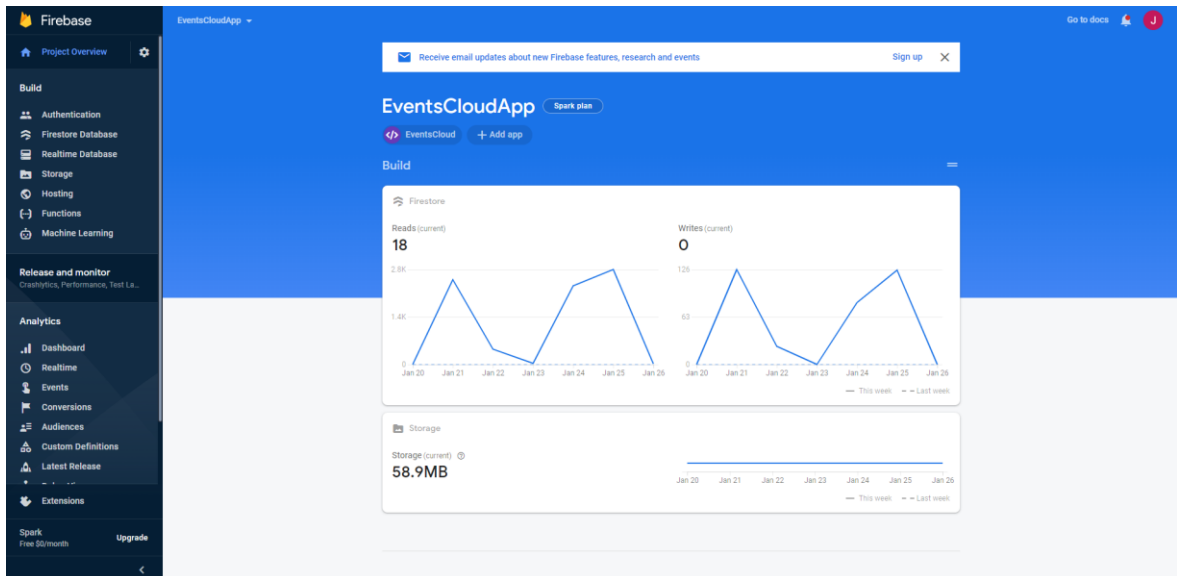 Firebase
Project Overview
Build
Authentication
Firestore Database
Realtime Database
Storage
Hosting
Functions
Machine Learning
Release and monitor
Crashlytics, Performance, Test La...
Analytics
Dashboard
Realtime
Events
Conversions
Audiences
Custom Definitions
Latest Release
Extensions
Spark
Free $0/month
Upgrade
EventsCloudApp
Go to docs
J
Receive email updates about new Firebase features, research and events
Sign up
EventsCloudApp Spark plan
EventsCloud + Add app
Build
Firestore
Reads (current)
18
2.8K
1.4K
0
Jan 20 Jan 21 Jan 22 Jan 23 Jan 24 Jan 25 Jan 26
Writes (current)
0
126
63
0
Jan 20 Jan 21 Jan 22 Jan 23 Jan 24 Jan 25 Jan 26
This week Last week
Storage
Storage (current)
58.9MB
Jan 20 Jan 21 Jan 22 Jan 23 Jan 24 Jan 25 Jan 26
This week Last week